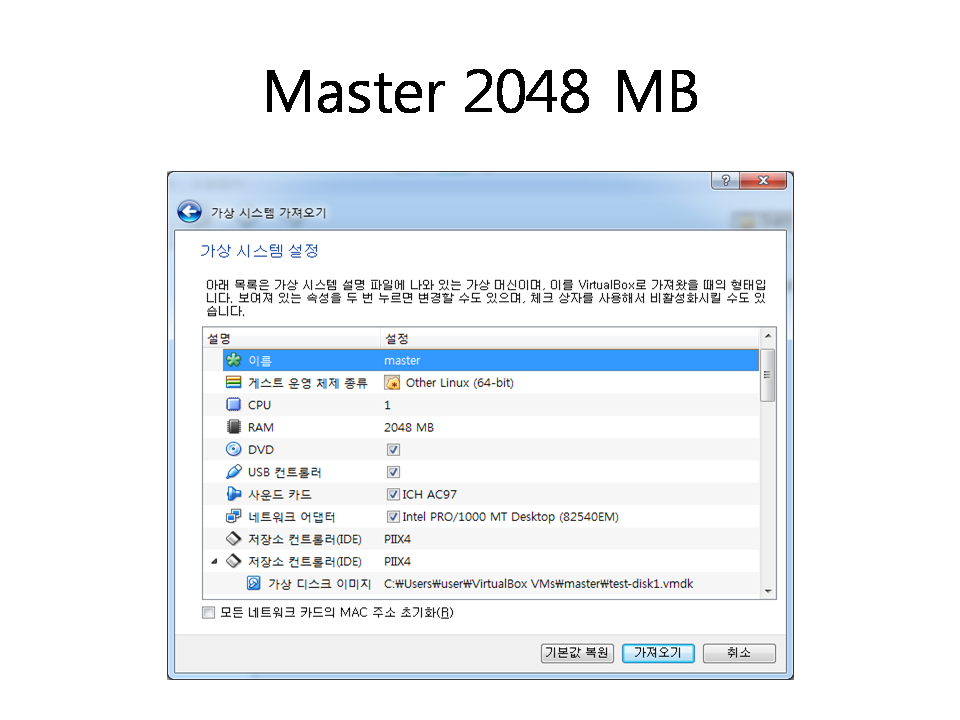 Master 2048 MB
가상 시스템 가져오기
가상 시스템 설정
아래 목록은 가상 시스템 설명 파일에 나와 있는 가상 머신이며, 이를 VirtualBox로 가져왔을 때의 형태입
니다. 보여져 있는 속성을 두 번 누르면 변경할 수도 있으며, 체크 상자를 사용해서 비활성화시킬 수도 있
습니다.
설명 설정
이름 master
게스트 운영 체제 종류 Other Linux (64-bit)
CPU 1
RAM 2048 MB
DVD
USB 컨트롤러
사운드 카드 ICH AC97
네트워크 어댑터 Intel PRO/1000 MT Desktop (82540EM)
저장소 컨트롤러(IDE) PIIX4
저장소 컨트롤러(IDE) PIIX4
가상 디스크 이미지 C:₩Users₩user₩VirtualBox VMs₩master₩test-disk1.vmdk
모든 네트워크 카드의 MAC 주소 초기화(R)
기본값 복원 가져오기 취소